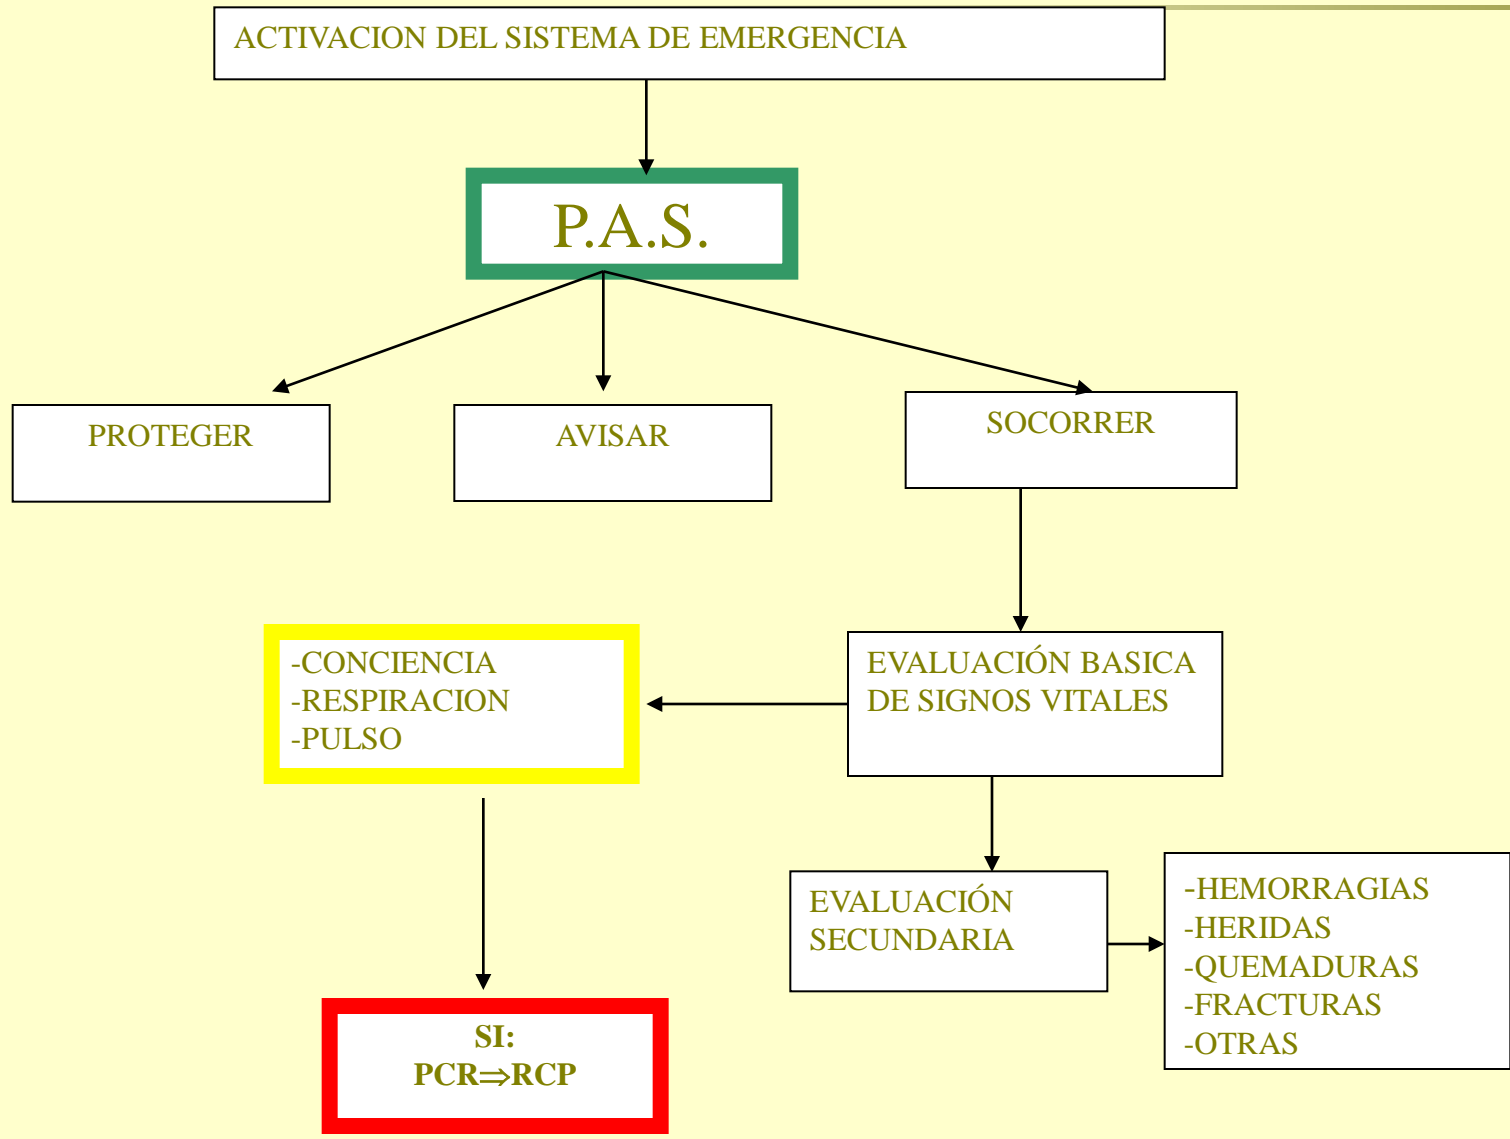 ACTIVACION DEL SISTEMA DE EMERGENCIA
P.A.S.
PROTEGER
AVISAR
SOCORRER
-CONCIENCIA
-RESPIRACION
-PULSO
EVALUACIÓN BASICA
DE SIGNOS VITALES
EVALUACIÓN
SECUNDARIA
-HEMORRAGIAS
-HERIDAS
-QUEMADURAS
-FRACTURAS
-OTRAS
SI:
PCR⇒RCP